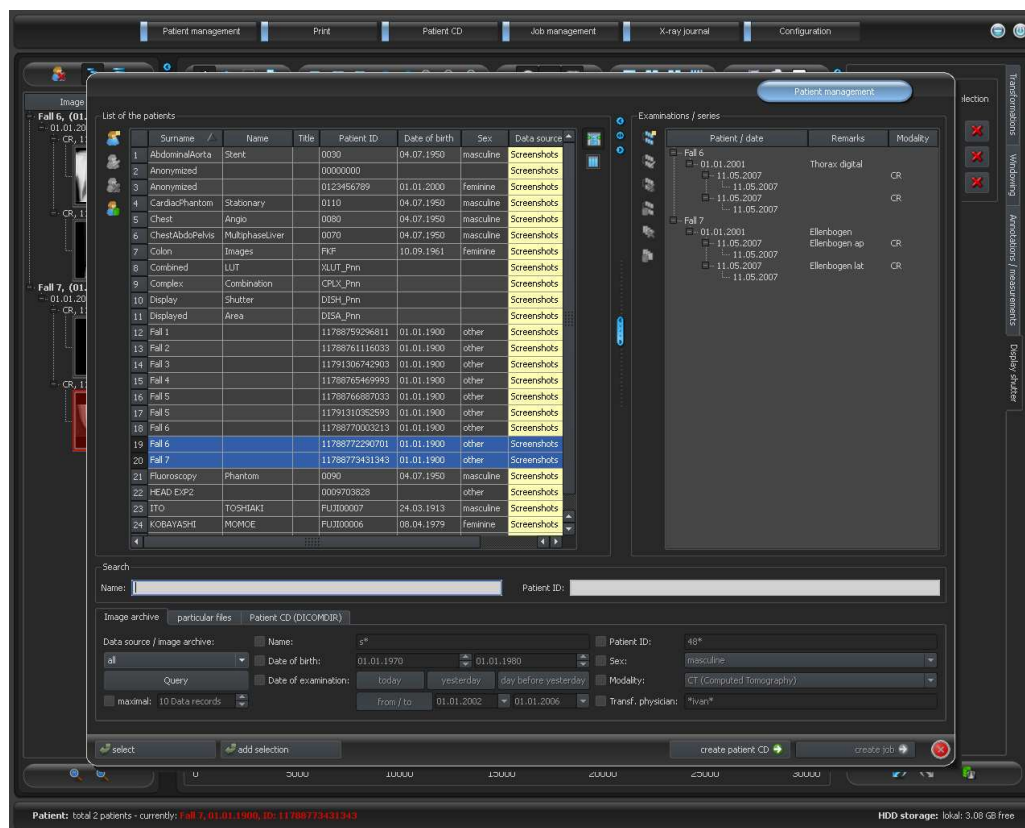 Patient management Print Patient CD Job management X-ray journal Configuration
Patient management
Image
Fall 6, (01.
01.01.20
CR, 1
CR, 1
Fall 7, (01.
01.01.20
CR, 1
CR, 1
List of the patients
Surname Name Title Patient ID Date of birth Sex Data source
1 AbdominalAorta Stent 0030 04.07.1950 masculine Screenshots
2 Anonymized 00000000 Screenshots
3 Anonymized 0123456789 01.01.2000 feminine Screenshots
4 CardiacPhantom Stationary 0110 04.07.1950 masculine Screenshots
5 Chest Angio 0080 04.07.1950 masculine Screenshots
6 ChestAbdoPelvis MultiphaseLiver 0070 04.07.1950 masculine Screenshots
7 Colon Images FKF 10.09.1961 feminine Screenshots
8 Combined LUT XLUT_Pnn Screenshots
9 Complex Combination CPLX_Pnn Screenshots
10 Display Shutter DISH_Pnn Screenshots
11 Displayed Area DISA_Pnn Screenshots
12 Fall 1 11788759296811 01.01.1900 other Screenshots
13 Fall 2 11788761116033 01.01.1900 other Screenshots
14 Fall 3 11791306742903 01.01.1900 other Screenshots
15 Fall 4 11788765469993 01.01.1900 other Screenshots
16 Fall 5 11788766887033 01.01.1900 other Screenshots
17 Fall 5 11791310352593 01.01.1900 other Screenshots
18 Fall 6 11788770003213 01.01.1900 other Screenshots
19 Fall 6 11788772290701 01.01.1900 other Screenshots
20 Fall 7 11788773431343 01.01.1900 other Screenshots
21 Fluoroscopy Phantom 0090 04.07.1950 masculine Screenshots
22 HEAD EXP2 0009703828 other Screenshots
23 ITO TOSHIAKI FUJI00007 24.03.1913 masculine Screenshots
24 KOBAYASHI MOMOE FUJI00006 08.04.1979 feminine Screenshots
Examinations / series
Patient / date Remarks Modality
Fall 6
01.01.2001 Thorax digital
11.05.2007 CR
11.05.2007
11.05.2007 CR
11.05.2007
Fall 7
01.01.2001 Ellenbogen
11.05.2007 Ellenbogen ap CR
11.05.2007
11.05.2007 Ellenbogen lat CR
11.05.2007
election
Transformations
Windowing
Annotations / measurements
Display shutter
Search
Name: Patient ID:
Image archive particular files Patient CD (DICOMDIR)
Data source / image archive: Name: s* Patient ID: 48*
all Date of birth: 01.01.1970 01.01.1980 Sex: masculine
Query Date of examination: today yesterday day before yesterday Modality: CT (Computed Tomography)
maximal: 10 Data records from / to 01.01.2002 01.01.2006 Transf. physician: *ivan*
select add selection create patient CD create job
0 5000 10000 15000 20000 25000 30000
Patient: total 2 patients - currently: Fall 7, 01.01.1900, ID: 11788773431343 HDD storage: lokal: 3.08 GB free